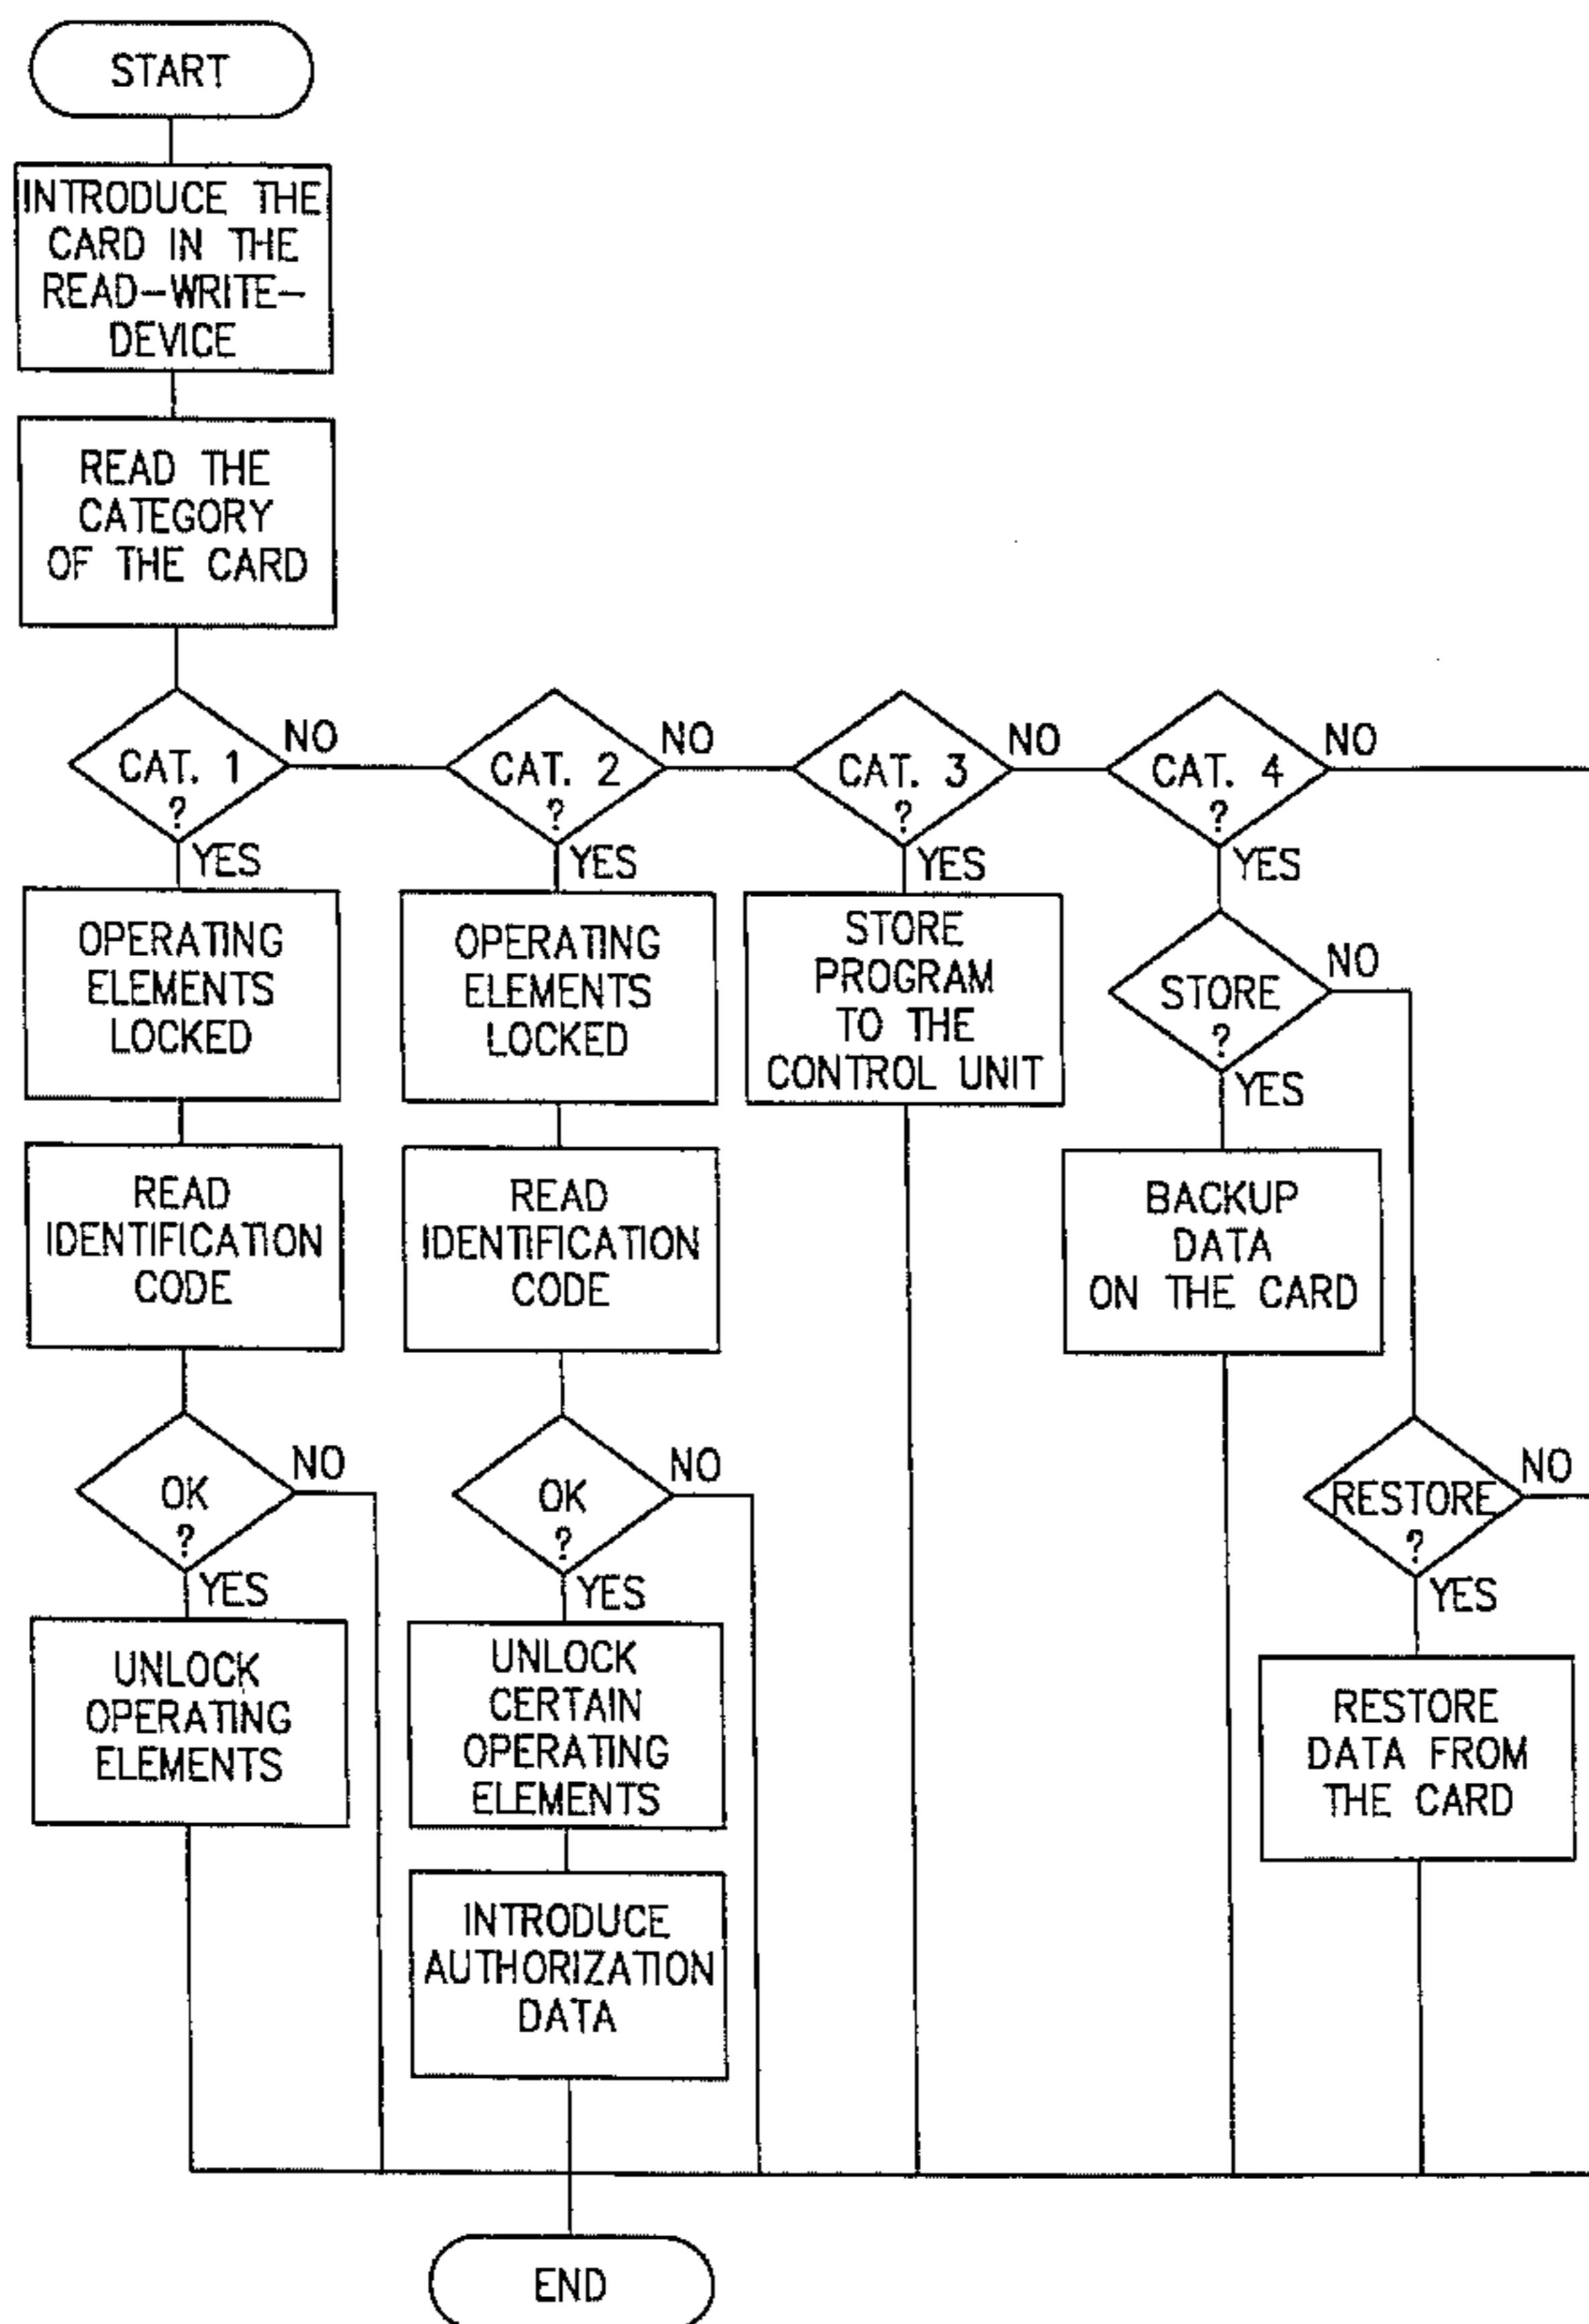 START
INTRODUCE THE
CARD IN THE
READ-WRITE-
DEVICE
READ THE
CATEGORY
OF THE CARD
CAT. 1
?
NO
YES
CAT. 2
?
NO
YES
CAT. 3
?
NO
YES
CAT. 4
?
NO
YES
OPERATING
ELEMENTS
LOCKED
OPERATING
ELEMENTS
LOCKED
STORE
PROGRAM
TO THE
CONTROL UNIT
STORE
?
NO
YES
READ
IDENTIFICATION
CODE
READ
IDENTIFICATION
CODE
BACKUP
DATA
ON THE CARD
OK
?
NO
YES
OK
?
NO
YES
RESTORE
?
NO
YES
UNLOCK
OPERATING
ELEMENTS
UNLOCK
CERTAIN
OPERATING
ELEMENTS
RESTORE
DATA FROM
THE CARD
INTRODUCE
AUTHORIZATION
DATA
END